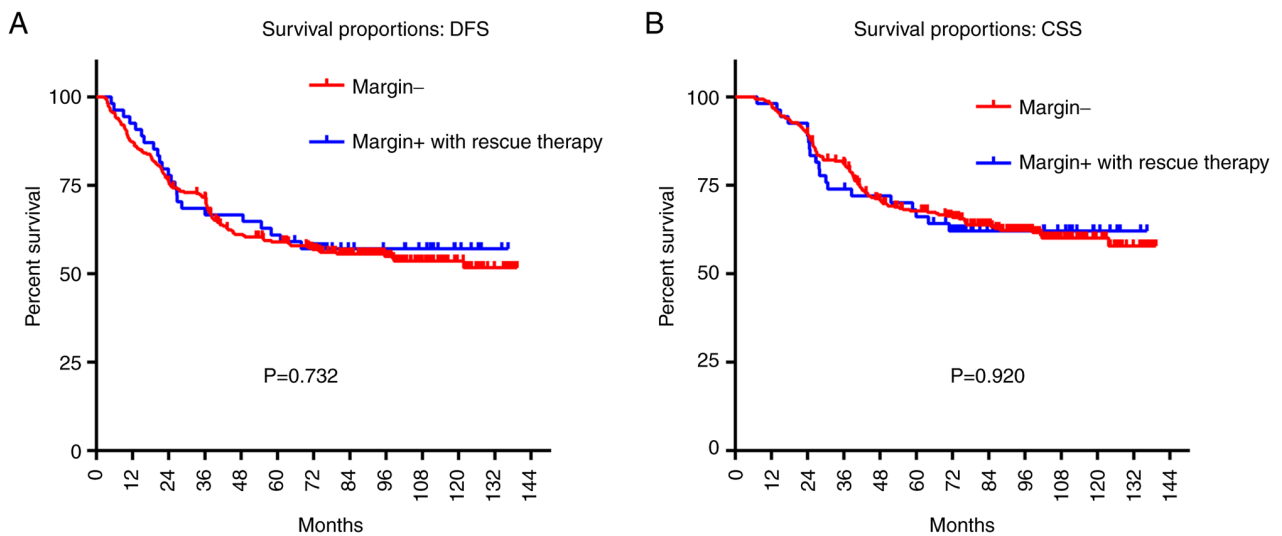 A
Survival proportions: DFS
Margin–
Margin+ with rescue therapy
Percent survival
100
75
50
25
0
P=0.732
0 12 24 36 48 60 72 84 96 108 120 132 144
Months
B
Survival proportions: CSS
Margin–
Margin+ with rescue therapy
Percent survival
100
75
50
25
0
P=0.920
0 12 24 36 48 60 72 84 96 108 120 132 144
Months